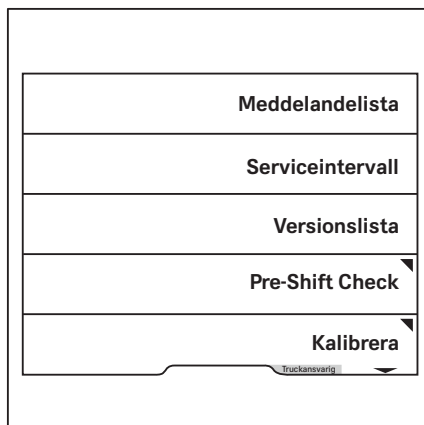 Meddelandelista
Serviceintervall
Versionslista
Pre-Shift Check
Kalibrera
Truckansvarig